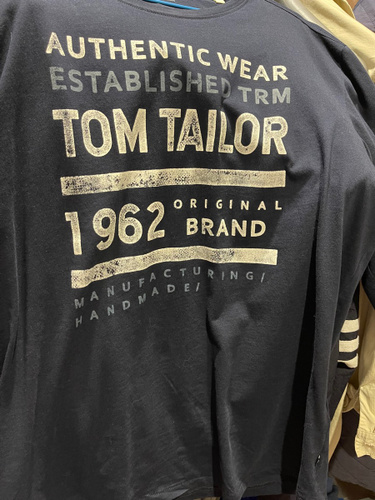 AUTHENTIC WEAR
ESTABLISHED TRM
TOM TAILOR
1962 ORIGINAL BRAND
MANUFACTURING/
HANDMADE/